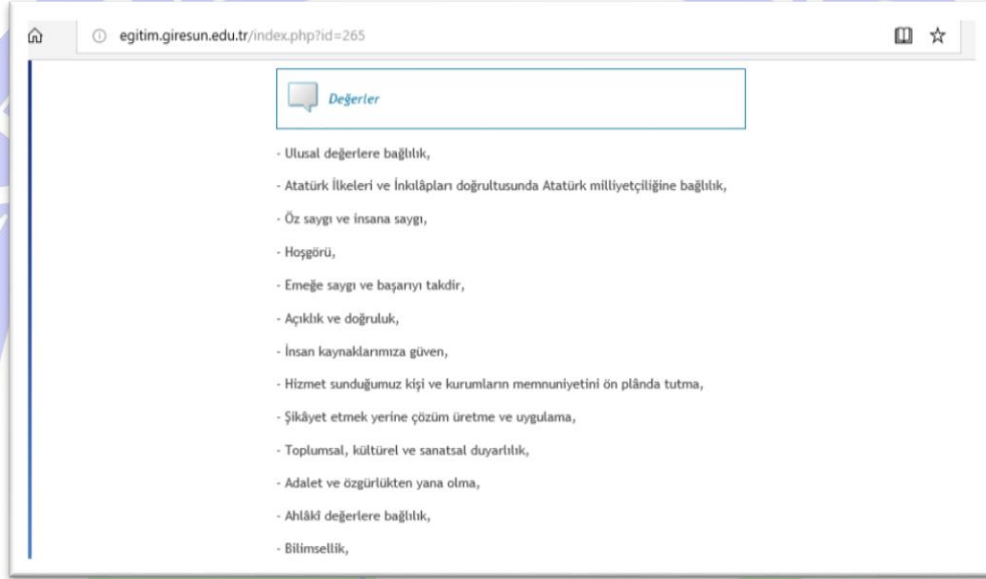 egitim.giresun.edu.tr/index.php?id=265
Değerler
- Ulusal değerlere bağlılık,
- Atatürk İlkeleri ve İnkılâpları doğrultusunda Atatürk milliyetçiliğine bağlılık,
- Öz saygı ve insana saygı,
- Hoşgörü,
- Emeğe saygı ve başarıyı takdir,
- Açıklık ve doğruluk,
- İnsan kaynaklarımıza güven,
- Hizmet sunduğumuz kişi ve kurumların memnuniyetini ön plânda tutma,
- Şikâyet etmek yerine çözüm üretme ve uygulama,
- Toplumsal, kültürel ve sanatsal duyarlılık,
- Adalet ve özgürlükten yana olma,
- Ahlâkî değerlere bağlılık,
- Bilimsellik,